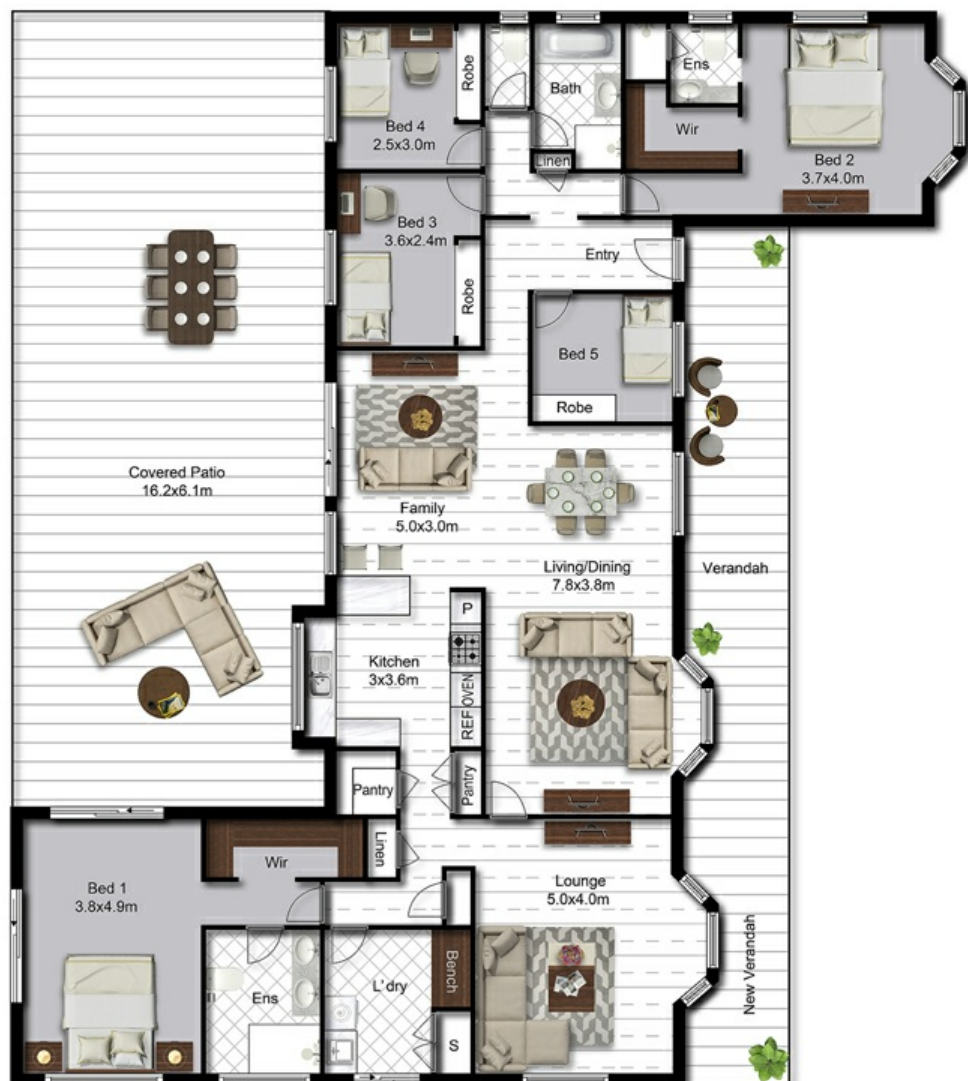 Bed 4
2.5x3.0m
Robe
Bath
Ens
Wir
Bed 2
3.7x4.0m
Linen
Bed 3
3.6x2.4m
Robe
Entry
Bed 5
Robe
Covered Patio
16.2x6.1m
Family
5.0x3.0m
Living/Dining
7.8x3.8m
Verandah
P
Kitchen
3x3.6m
OVEN
REF
Pantry
Pantry
Linen
Wir
Bed 1
3.8x4.9m
Lounge
5.0x4.0m
Ens
L'dry
Bench
S
New Verandah